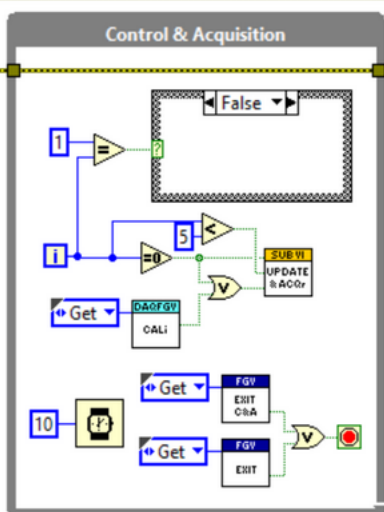 Control & Acquisition
False
1
=
?
i
5
<
=0
V
SUB VI
UPDATE
& ACQr
Get
DAQFGV
CALi
10
Get
FGV
EXIT
C&A
V
Get
FGV
EXIT